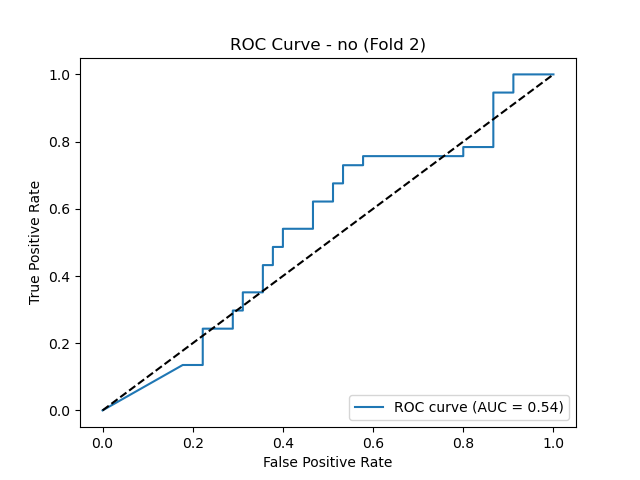 ROC Curve - no (Fold 2)
True Positive Rate
1.0
0.8
0.6
0.4
0.2
0.0
ROC curve (AUC = 0.54)
0.0 0.2 0.4 0.6 0.8 1.0
False Positive Rate